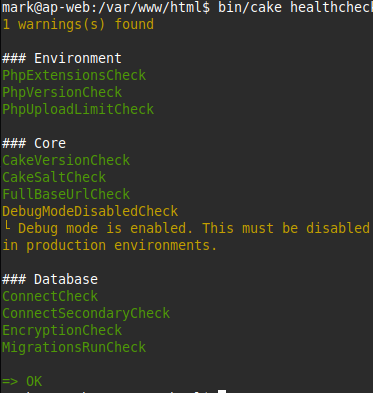 mark@ap-web:/var/www/html$ bin/cake healthcheck
1 warnings(s) found
### Environment
PhpExtensionsCheck
PhpVersionCheck
PhpUploadLimitCheck
### Core
CakeVersionCheck
CakeSaltCheck
FullBaseUrlCheck
DebugModeDisabledCheck
└ Debug mode is enabled. This must be disabled
in production environments.
### Database
ConnectCheck
ConnectSecondaryCheck
EncryptionCheck
MigrationsRunCheck
=> OK